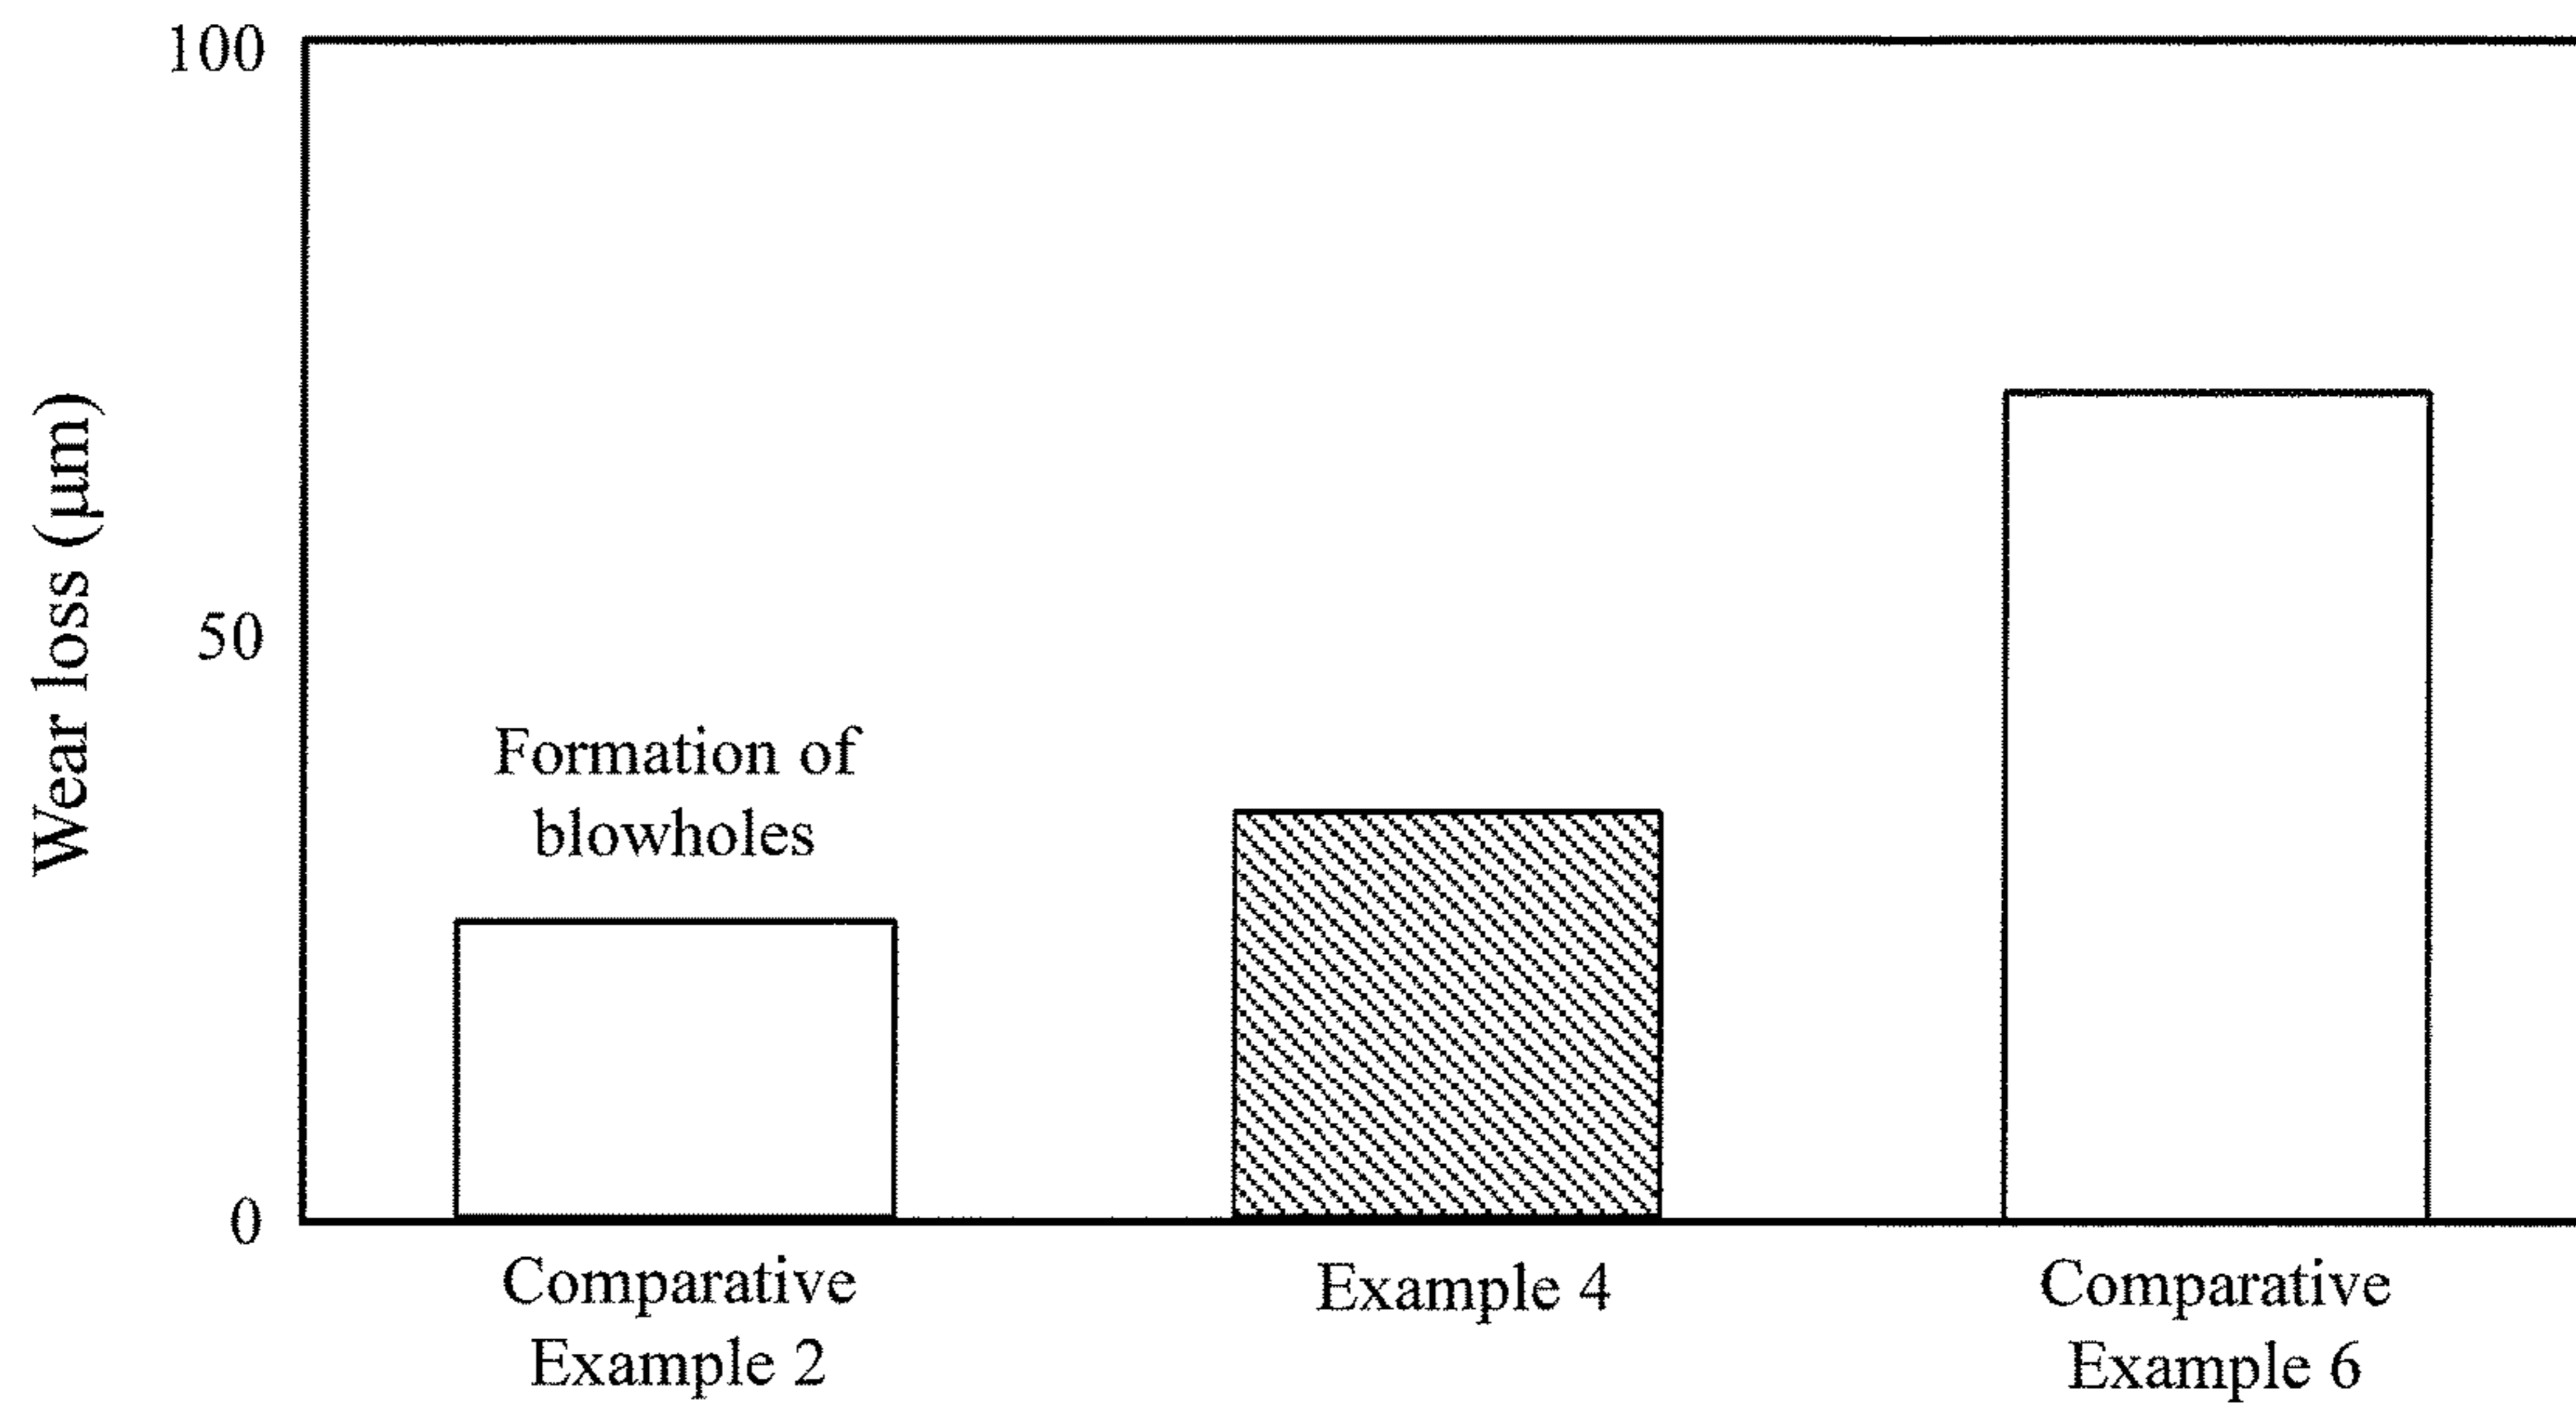 100
50
0
Wear loss (μm)
Formation of
blowholes
Comparative
Example 2
Example 4
Comparative
Example 6